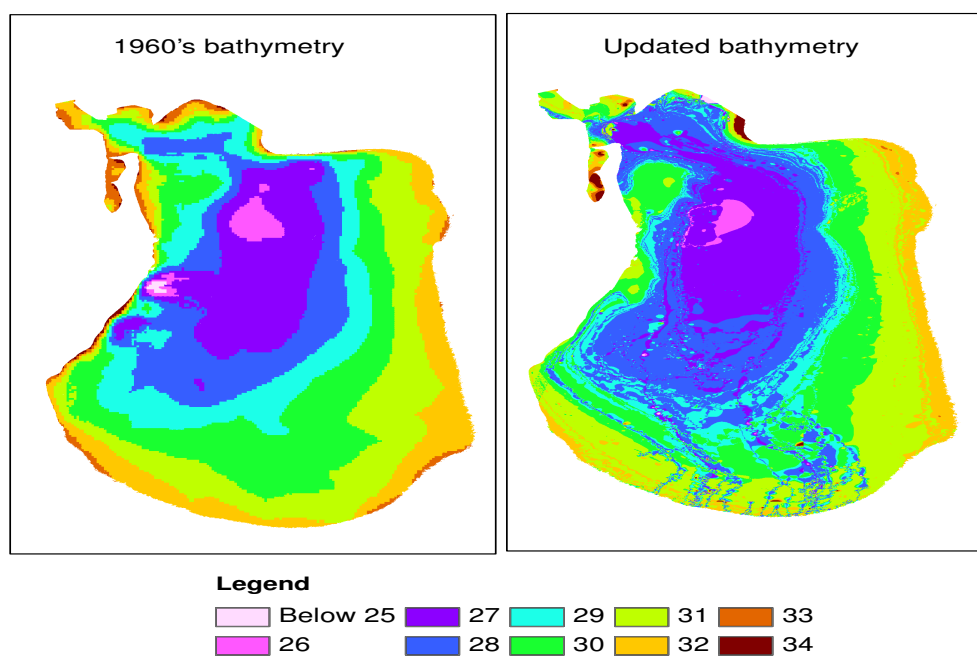 1960's bathymetry
Updated bathymetry
Legend
Below 25 27 29 31 33
26 28 30 32 34